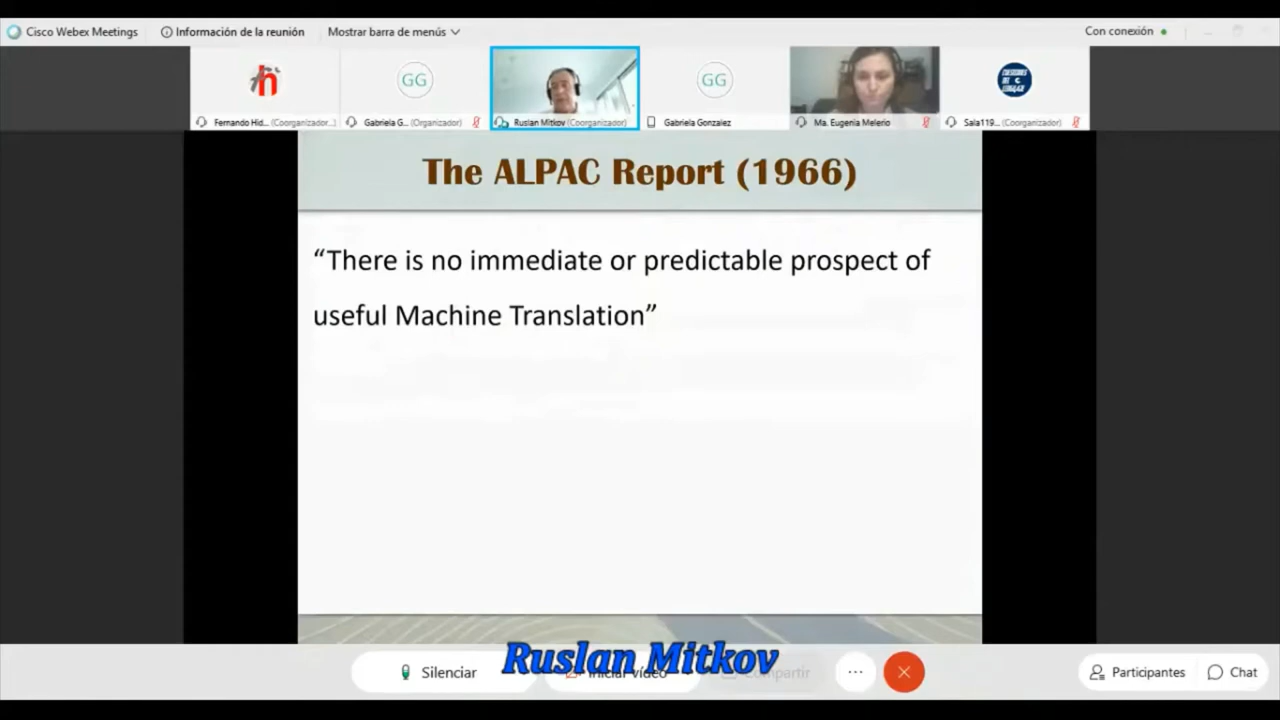 Cisco Webex Meetings
Información de la reunión
Mostrar barra de menús
Con conexión
GG
GG
Fernando Hid... (Coorganizador...)
Gabriela G... (Organizador)
Ruslan Mitkov (Coorganizador)
Gabriela Gonzalez
Ma. Eugenia Melerio
Sala119... (Coorganizador)
The ALPAC Report (1966)
“There is no immediate or predictable prospect of
useful Machine Translation”
Ruslan Mitkov
Silenciar
Iniciar vídeo
Compartir
Participantes
Chat